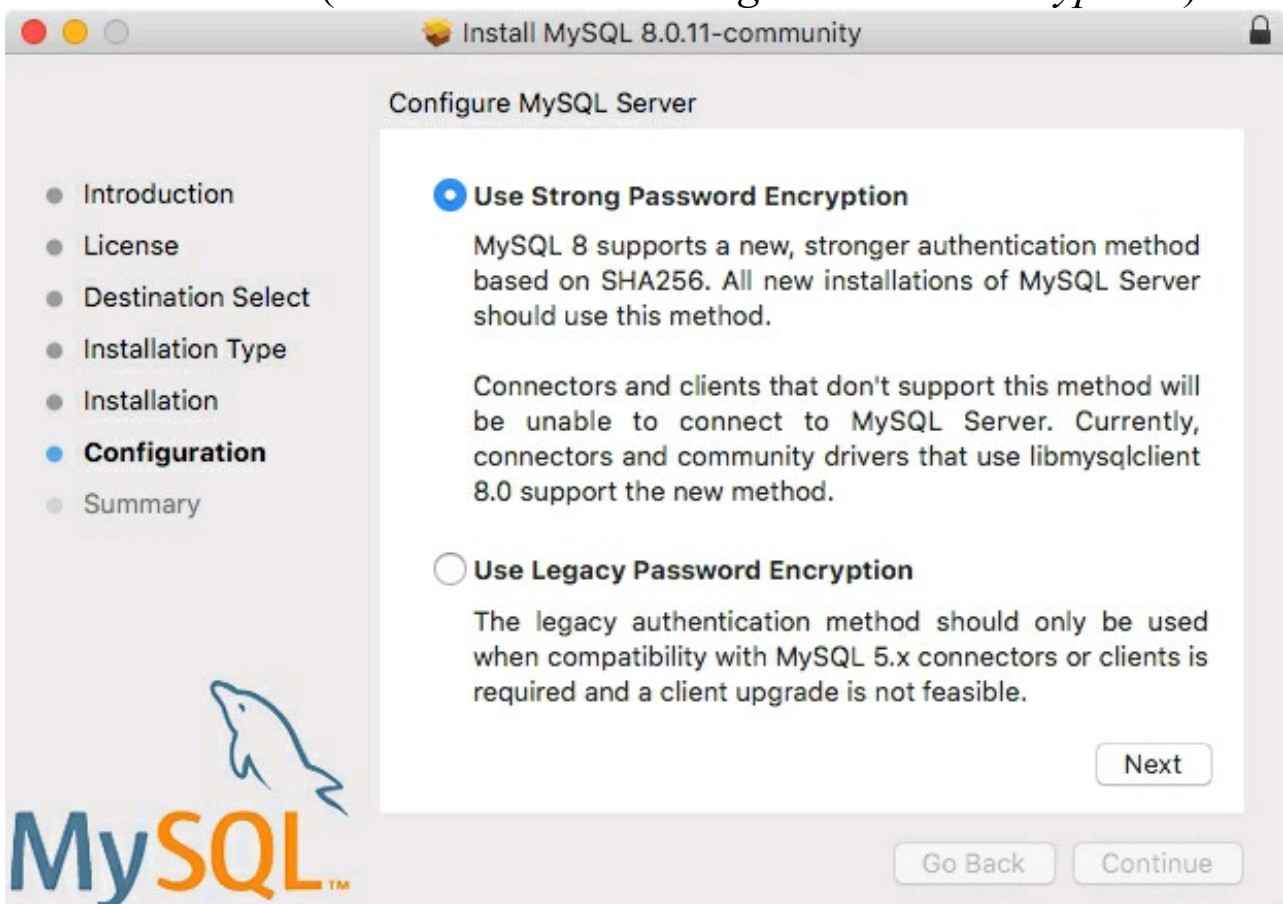 Install MySQL 8.0.11-community
Configure MySQL Server
Introduction
License
Destination Select
Installation Type
Installation
Configuration
Summary
Use Strong Password Encryption
MySQL 8 supports a new, stronger authentication method
based on SHA256. All new installations of MySQL Server
should use this method.
Connectors and clients that don't support this method will
be unable to connect to MySQL Server. Currently,
connectors and community drivers that use libmysqlclient
8.0 support the new method.
Use Legacy Password Encryption
The legacy authentication method should only be used
when compatibility with MySQL 5.x connectors or clients is
required and a client upgrade is not feasible.
Next
MySQL™
Go Back Continue